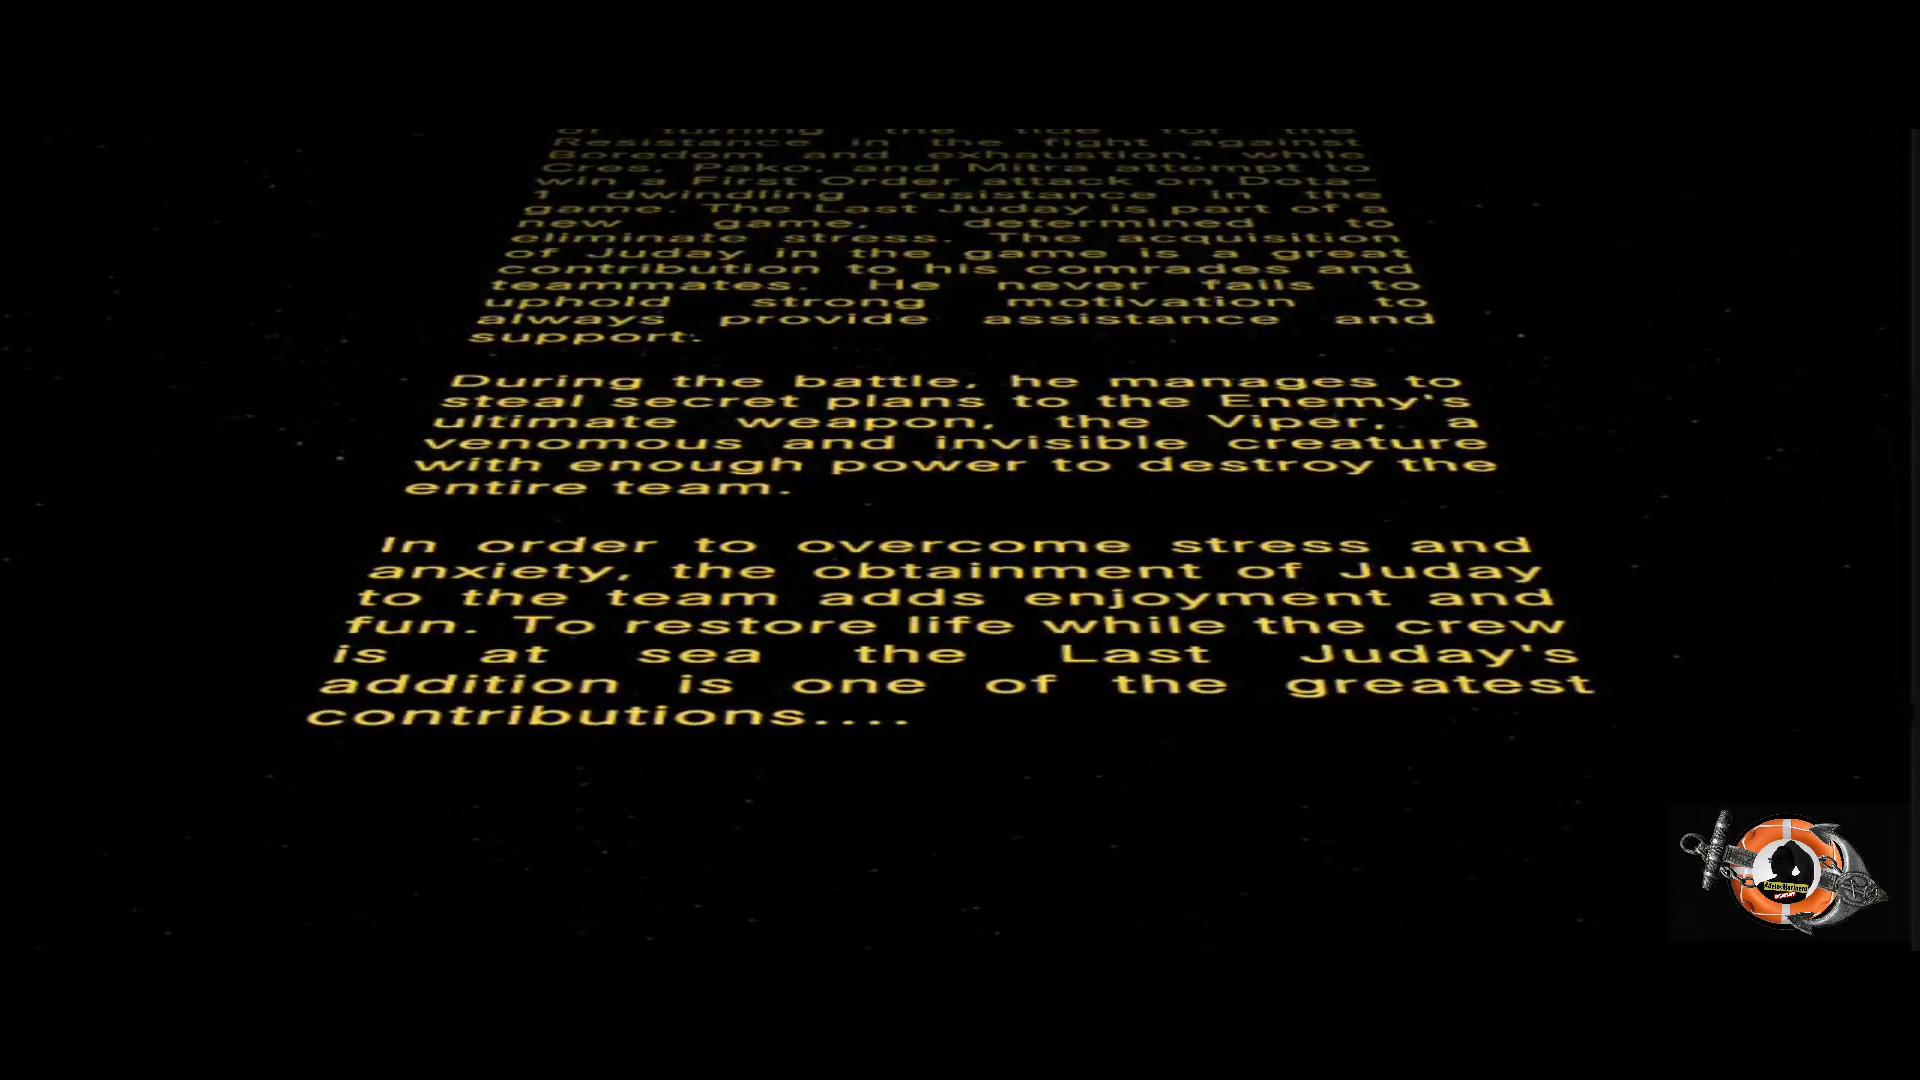 of turning the tide for the
Resistance in the fight against
Boredom and exhaustion, while
Cres, Pako, and Mitra attempt to
win a First Order attack on Dota-
1 dwindling resistance in the
game. The Last Juday is part of a
new game, determined to
eliminate stress. The acquisition
of Juday in the game is a great
contribution to his comrades and
teammates. He never fails to
uphold strong motivation to
always provide assistance and
support.
During the battle, he manages to
steal secret plans to the Enemy's
ultimate weapon, the Viper, a
venomous and invisible creature
with enough power to destroy the
entire team.
In order to overcome stress and
anxiety, the obtainment of Juday
to the team adds enjoyment and
fun. To restore life while the crew
is at sea the Last Juday's
addition is one of the greatest
contributions....